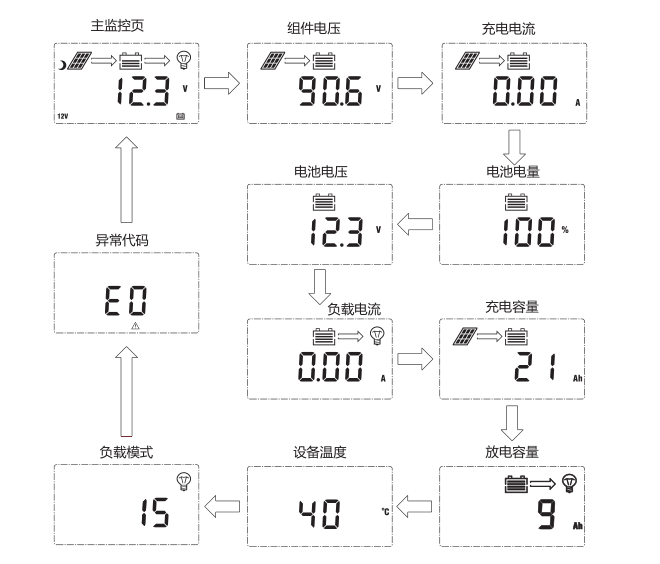 主监控页
组件电压
充电电流
12.3 V
12V
90.6 V
0.00 A
电池电压
电池电量
12.3 V
100 %
异常代码
E0
负载电流
充电容量
0.00 A
21 Ah
负载模式
设备温度
放电容量
15
40 °C
9 Ah